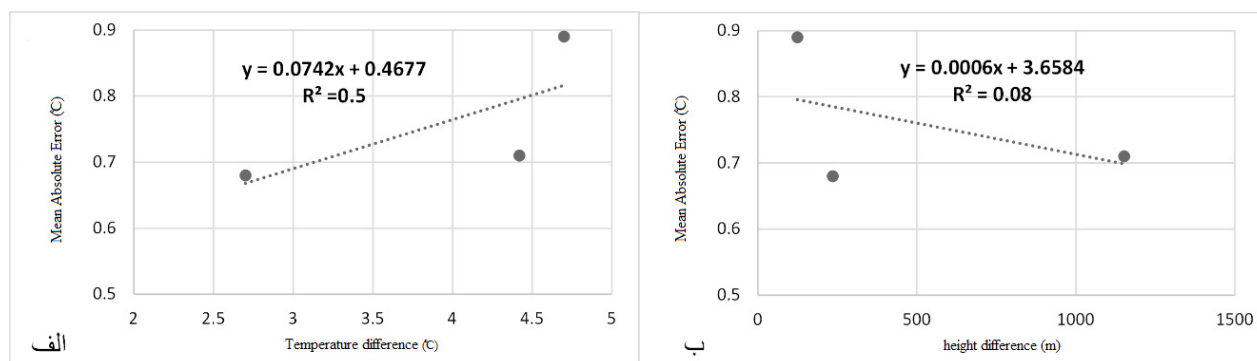 0.9
0.8
0.7
0.6
0.5
Mean Absolute Error (℃)
y = 0.0742x + 0.4677
R² =0.5
2 2.5 3 3.5 4 4.5 5
Temperature difference (℃)
الف
0.9
0.8
0.7
0.6
0.5
Mean Absolute Error (℃)
y = 0.0006x + 3.6584
R² = 0.08
0 500 1000 1500
height difference (m)
ب